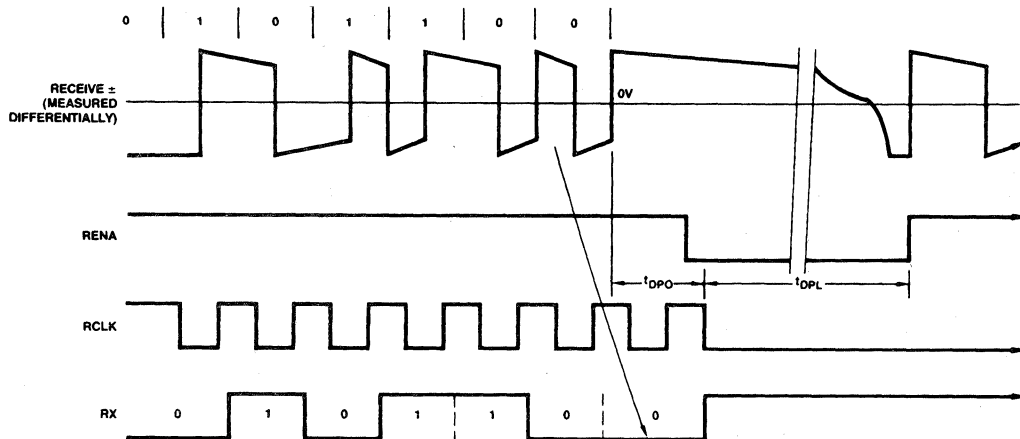 0 1 0 1 1 0 0
RECEIVE ±
(MEASURED
DIFFERENTIALLY)
0V
RENA
tDPO
tDPL
RCLK
RX
0 1 0 1 1 0 0